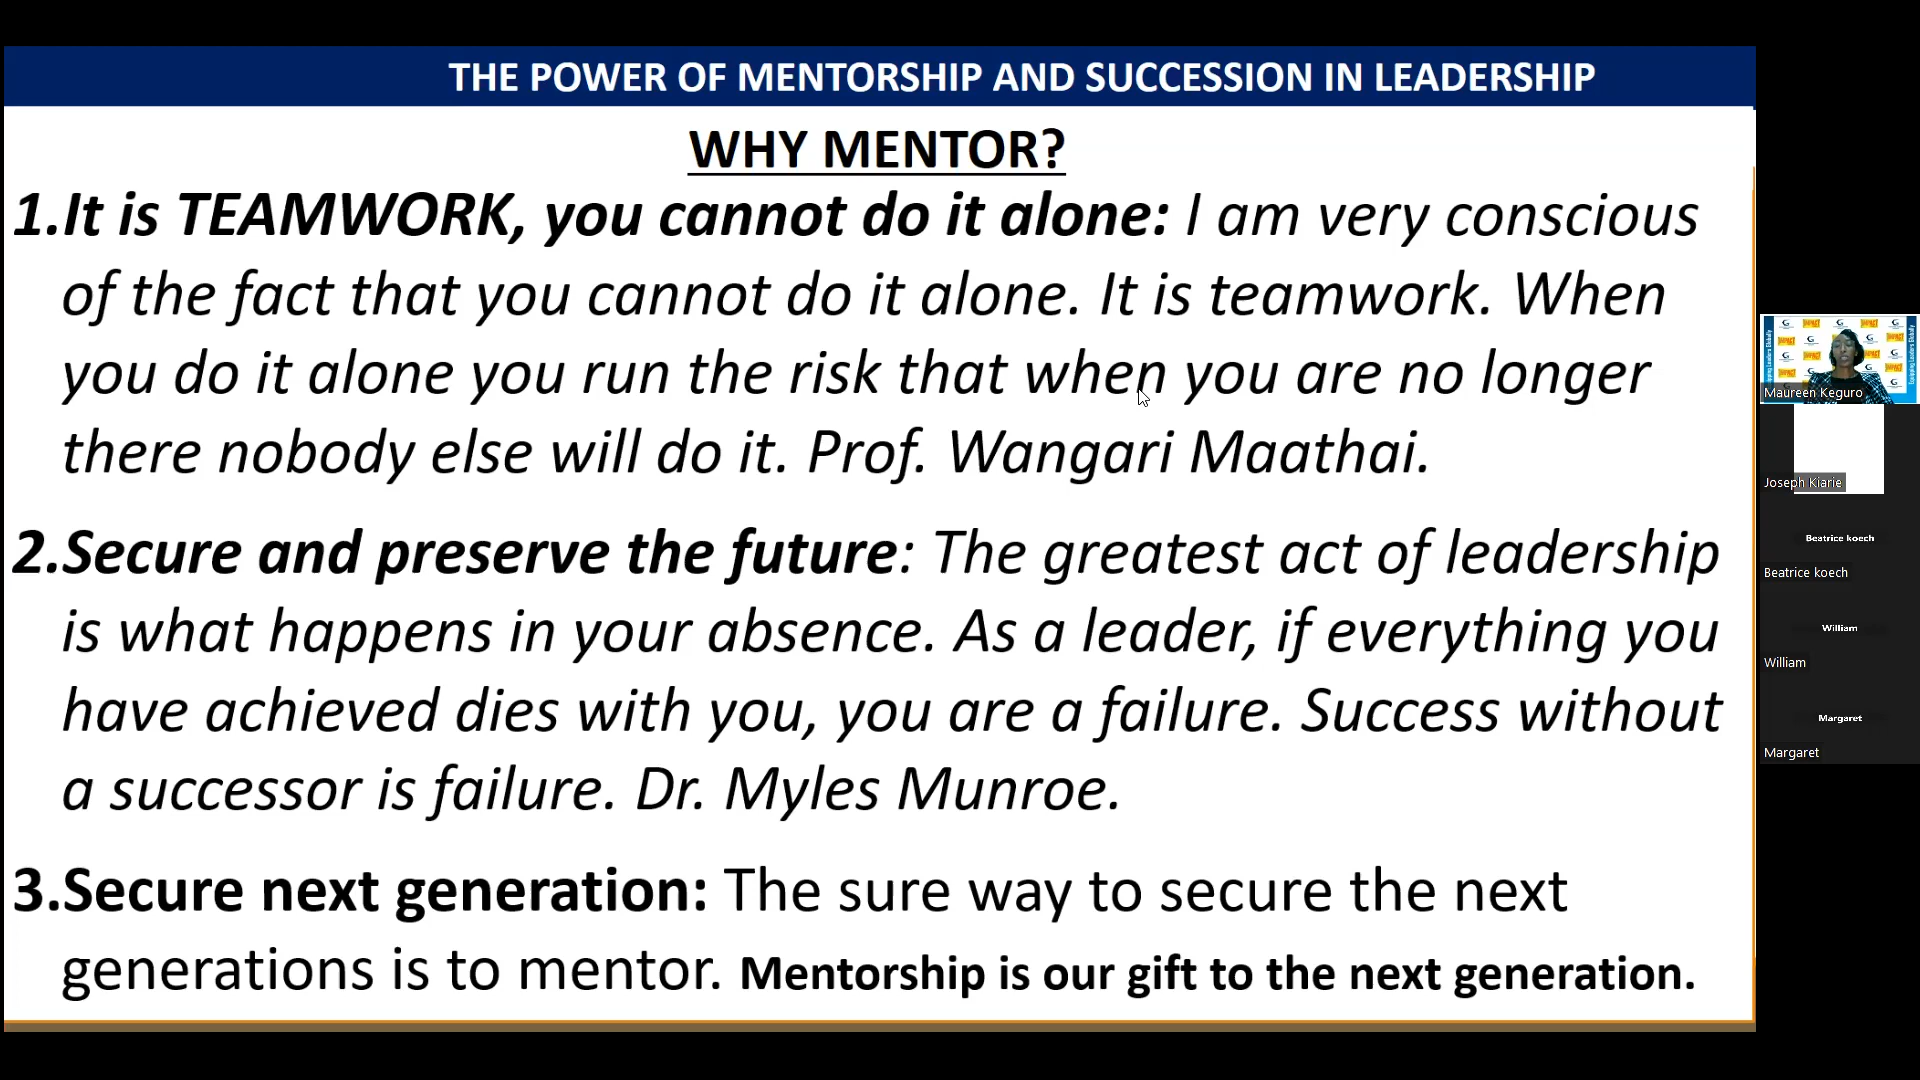 THE POWER OF MENTORSHIP AND SUCCESSION IN LEADERSHIP
WHY MENTOR?
1.It is TEAMWORK, you cannot do it alone: I am very conscious
of the fact that you cannot do it alone. It is teamwork. When
you do it alone you run the risk that when you are no longer
there nobody else will do it. Prof. Wangari Maathai.
2.Secure and preserve the future: The greatest act of leadership
is what happens in your absence. As a leader, if everything you
have achieved dies with you, you are a failure. Success without
a successor is failure. Dr. Myles Munroe.
3.Secure next generation: The sure way to secure the next
generations is to mentor. Mentorship is our gift to the next generation.
Maureen Keguro
Joseph Kiarie
Beatrice koech
Beatrice koech
William
William
Margaret
Margaret